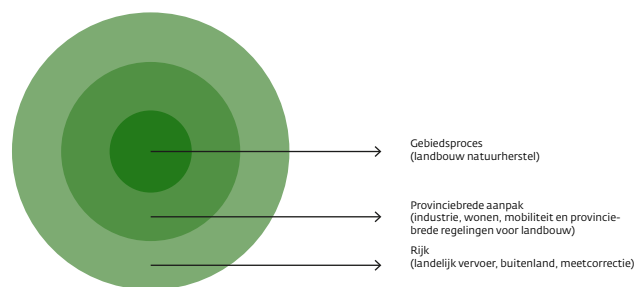 Gebiedsproces
(landbouw natuurherstel)
Provinciebrede aanpak
(industrie, wonen, mobiliteit en provincie-
brede regelingen voor landbouw)
Rijk
(landelijk vervoer, buitenland, meetcorrectie)